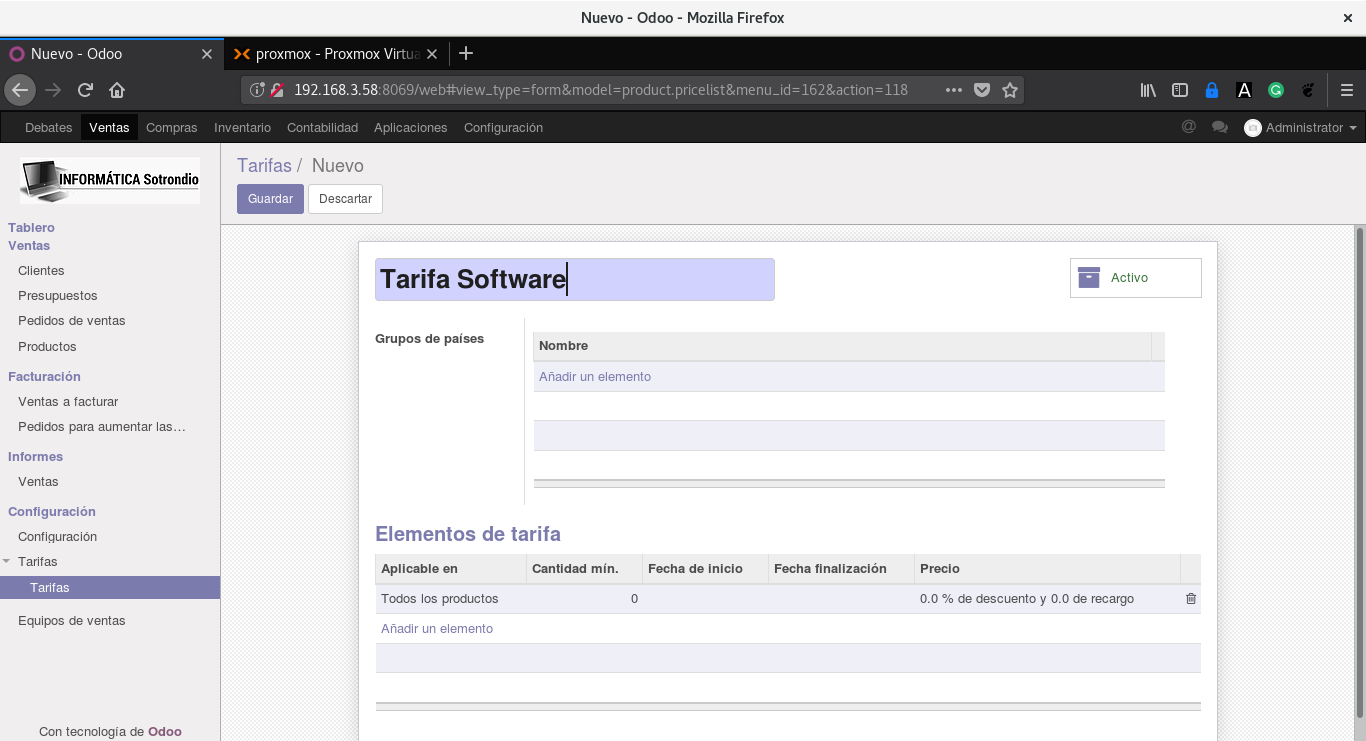 Nuevo - Odoo - Mozilla Firefox
Nuevo - Odoo
proxmox - Proxmox Virtua
192.168.3.58:8069/web#view_type=form&model=product.pricelist&menu_id=162&action=118
Debates Ventas Compras Inventario Contabilidad Aplicaciones Configuración @ Administrator
INFORMÁTICA Sotrondio
Tablero
Ventas
Clientes
Presupuestos
Pedidos de ventas
Productos
Facturación
Ventas a facturar
Pedidos para aumentar las...
Informes
Ventas
Configuración
Configuración
Tarifas
Tarifas
Equipos de ventas
Con tecnología de Odoo
Tarifas / Nuevo
Guardar Descartar
Tarifa Software
Activo
Grupos de países
Nombre
Añadir un elemento
Elementos de tarifa
Aplicable en Cantidad mín. Fecha de inicio Fecha finalización Precio
Todos los productos 0 0.0 % de descuento y 0.0 de recargo
Añadir un elemento